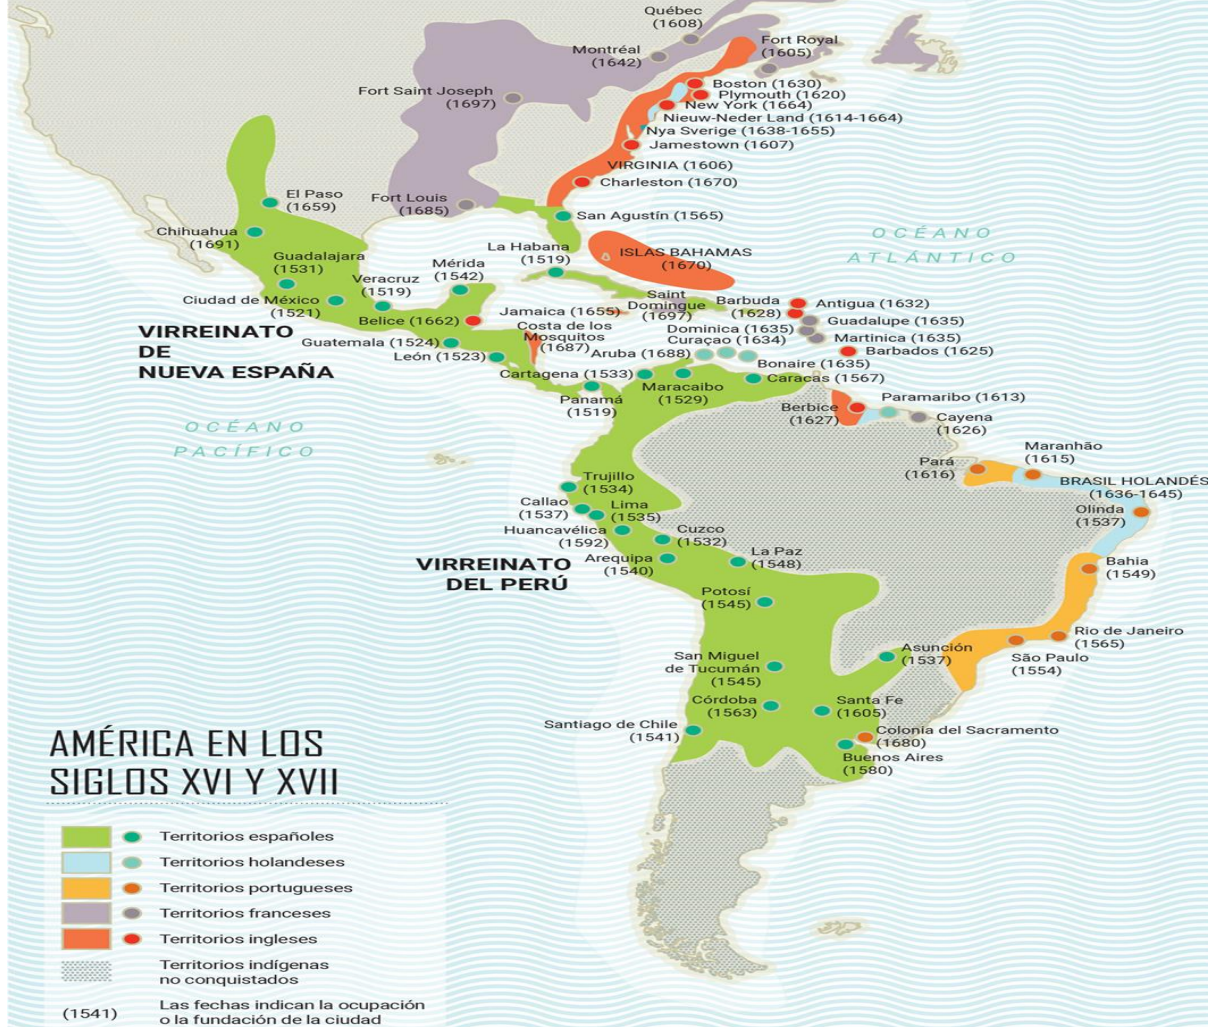 Québec
(1608)
Fort Royal
(1605)
Montréal
(1642)
Boston (1630)
Fort Saint Joseph
(1697)
Plymouth (1620)
New York (1664)
Nieuw-Neder Land (1614-1664)
Nya Sverige (1638-1655)
Jamestown (1607)
VIRGINIA (1606)
Charleston (1670)
El Paso
(1659)
Fort Louis
(1685)
San Agustín (1565)
Chihuahua
(1691)
OCÉANO
ATLÁNTICO
La Habana
(1519)
ISLAS BAHAMAS
(1670)
Guadalajara
(1531)
Mérida
(1542)
Veracruz
(1519)
Ciudad de México
(1521)
Saint
Domingue
(1697)
Barbuda
(1628)
Antigua (1632)
Belice (1662)
Jamaica (1655)
Guadalupe (1635)
Costa de los
Mosquitos
(1687)
Dominica (1635)
Martinica (1635)
VIRREINATO
DE
NUEVA ESPAÑA
Guatemala (1524)
Curaçao (1634)
Barbados (1625)
León (1523)
Aruba (1688)
Bonaire (1635)
Cartagena (1533)
Maracaibo
(1529)
Caracas (1567)
Panamá
(1519)
Berbice
(1627)
Paramaribo (1613)
Cayena
(1626)
OCÉANO
PACÍFICO
Maranhão
(1615)
Pará
(1616)
BRASIL HOLANDÉS
(1636-1645)
Trujillo
(1534)
Callao
(1537)
Lima
(1535)
Olinda
(1537)
Huancavélica
(1592)
Cuzco
(1532)
Arequipa
(1540)
La Paz
(1548)
Bahia
(1549)
VIRREINATO
DEL PERÚ
Potosí
(1545)
Rio de Janeiro
(1565)
Asunción
(1537)
São Paulo
(1554)
San Miguel
de Tucumán
(1545)
Córdoba
(1563)
Santa Fe
(1605)
Santiago de Chile
(1541)
Colonia del Sacramento
(1680)
Buenos Aires
(1580)
AMÉRICA EN LOS
SIGLOS XVI Y XVII
Territorios españoles
Territorios holandeses
Territorios portugueses
Territorios franceses
Territorios ingleses
Territorios indígenas
no conquistados
(1541)
Las fechas indican la ocupación
o la fundación de la ciudad